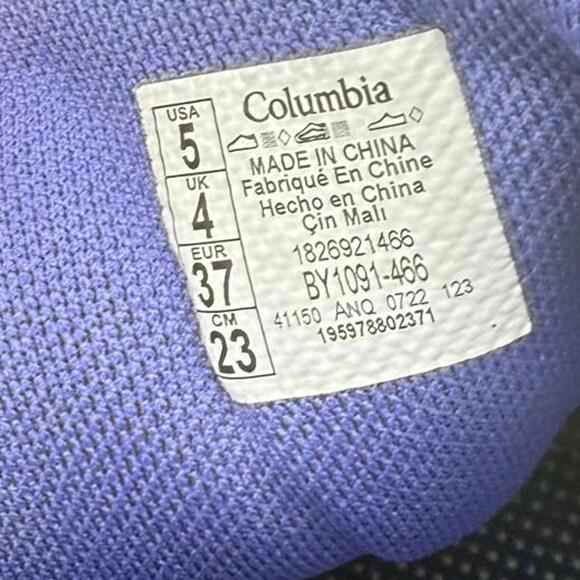 USA
5
UK
4
EUR
37
CM
23
Columbia
MADE IN CHINA
Fabriqué En Chine
Hecho en China
Çin Malı
1826921466
BY1091-466
41150 ANQ 0722 123
195978802371